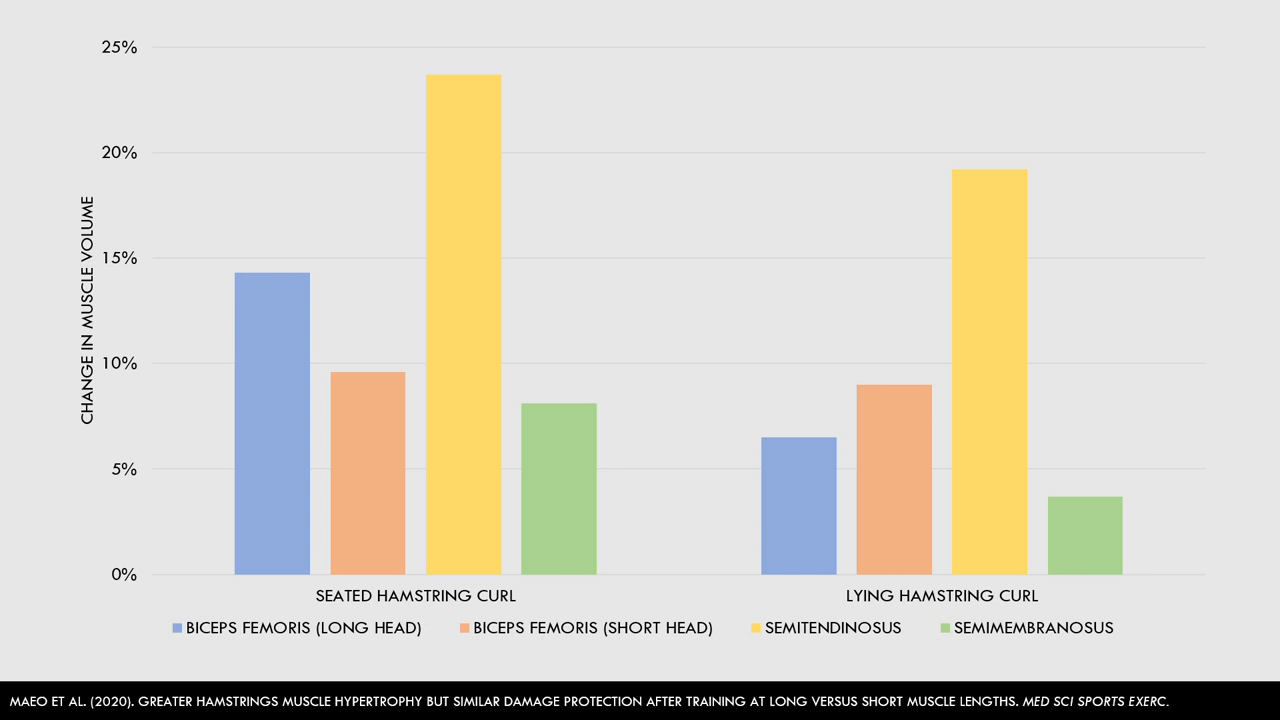 25%
20%
15%
10%
5%
0%
CHANGE IN MUSCLE VOLUME
SEATED HAMSTRING CURL
LYING HAMSTRING CURL
BICEPS FEMORIS (LONG HEAD)
BICEPS FEMORIS (SHORT HEAD)
SEMITENDINOSUS
SEMIMEMBRANOSUS
MAEO ET AL. (2020). GREATER HAMSTRINGS MUSCLE HYPERTROPHY BUT SIMILAR DAMAGE PROTECTION AFTER TRAINING AT LONG VERSUS SHORT MUSCLE LENGTHS. MED SCI SPORTS EXERC.